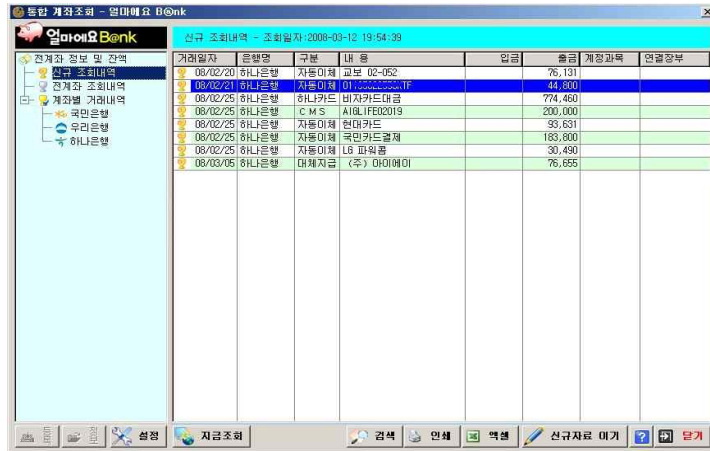 통합 계좌조회 - 얼마에요 B@nk
얼마에요 B@nk
신규 조회내역 - 조회일자:2008-03-12 19:54:39
전계좌 정보 및 잔액
신규 조회내역
전계좌 조회내역
계좌별 거래내역
국민은행
우리은행
하나은행
거래일자 은행명 구분 내 용 입금 출금 계정과목 연결장부
08/02/20 하나은행 자동이체 교보 02-052 76,131
08/02/21 하나은행 자동이체 44,800
08/02/25 하나은행 하나카드 비자카드대금 774,460
08/02/25 하나은행 C M S AIGLIFE02019 200,000
08/02/25 하나은행 자동이체 현대카드 93,631
08/02/25 하나은행 자동이체 국민카드결제 183,800
08/02/25 하나은행 자동이체 LG 파워콤 30,490
08/03/05 하나은행 대체지급 (주) 아이에이 76,655
설정 지금조회 검색 인쇄 엑셀 신규자료 미기 닫기